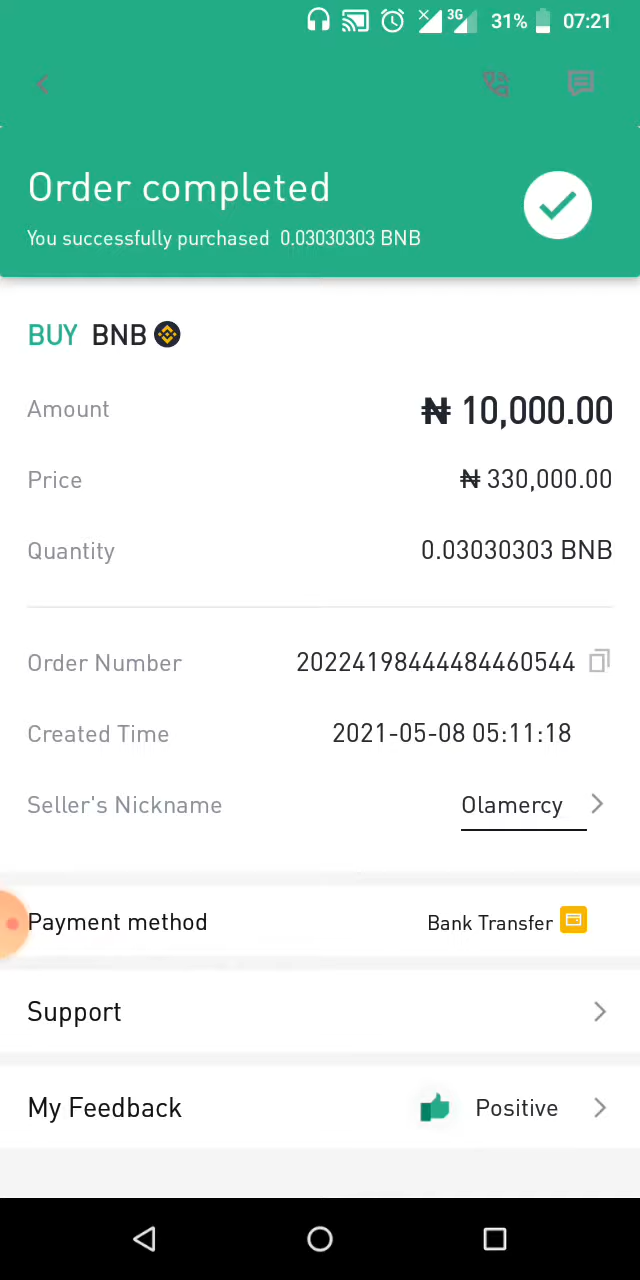 3G 31% 07:21
Order completed
You successfully purchased 0.03030303 BNB
BUY BNB
Amount ₦ 10,000.00
Price ₦ 330,000.00
Quantity 0.03030303 BNB
Order Number 20224198444484460544
Created Time 2021-05-08 05:11:18
Seller's Nickname Olamercy
Payment method Bank Transfer
Support
My Feedback Positive